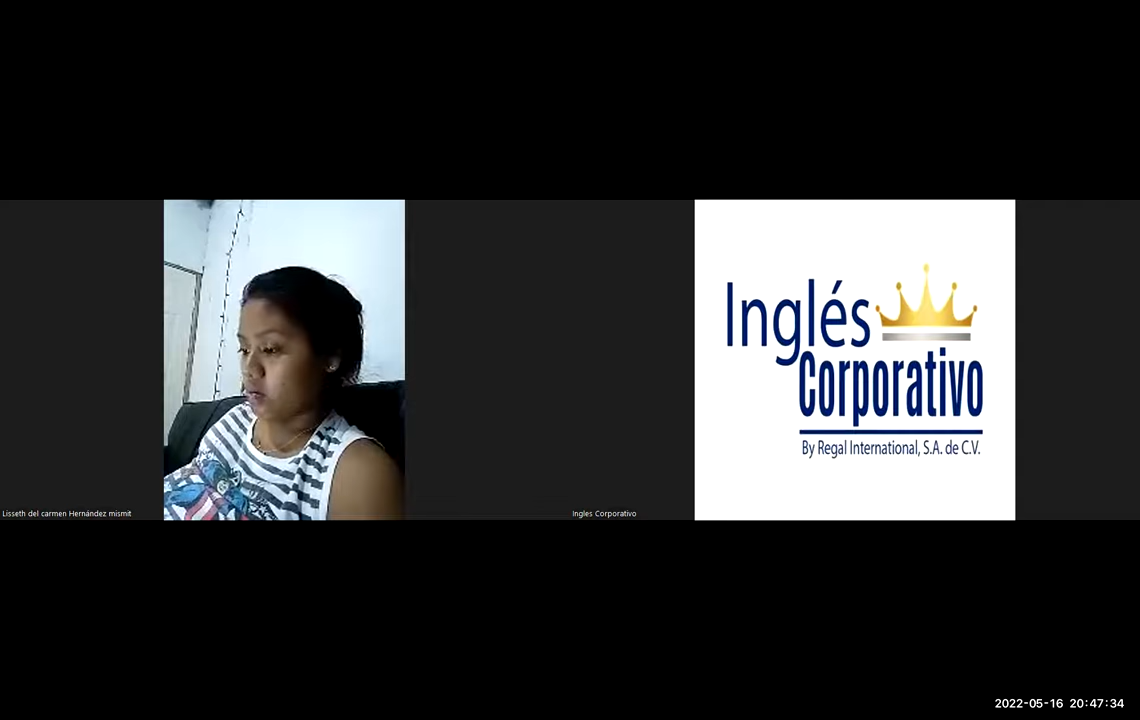 Inglés
Corporativo
By Regal International, S.A. de C.V.
Lisseth del carmen Hernández mismit
Ingles Corporativo
2022-05-16 20:47:34